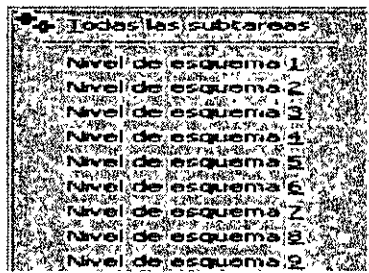 Todas las subtareas
Nivel de esquema 1
Nivel de esquema 2
Nivel de esquema 3
Nivel de esquema 4
Nivel de esquema 5
Nivel de esquema 6
Nivel de esquema 7
Nivel de esquema 8
Nivel de esquema 9